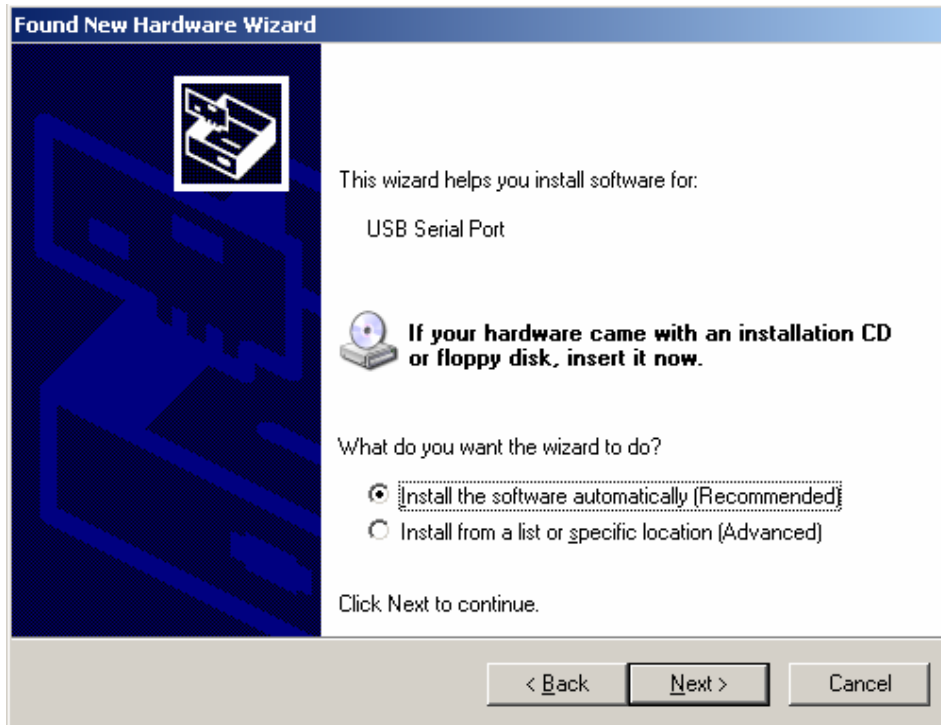 Found New Hardware Wizard
This wizard helps you install software for:
USB Serial Port
If your hardware came with an installation CD
or floppy disk, insert it now.
What do you want the wizard to do?
Install the software automatically (Recommended)
Install from a list or specific location (Advanced)
Click Next to continue.
< Back
Next >
Cancel